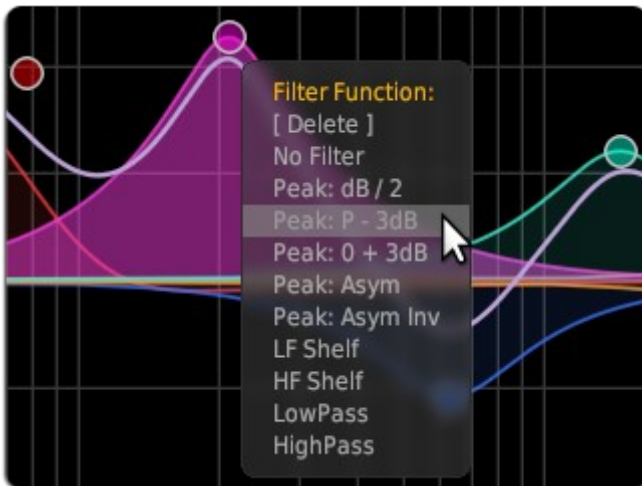 Filter Function:
[ Delete ]
No Filter
Peak: dB / 2
Peak: P - 3dB
Peak: 0 + 3dB
Peak: Asym
Peak: Asym Inv
LF Shelf
HF Shelf
LowPass
HighPass